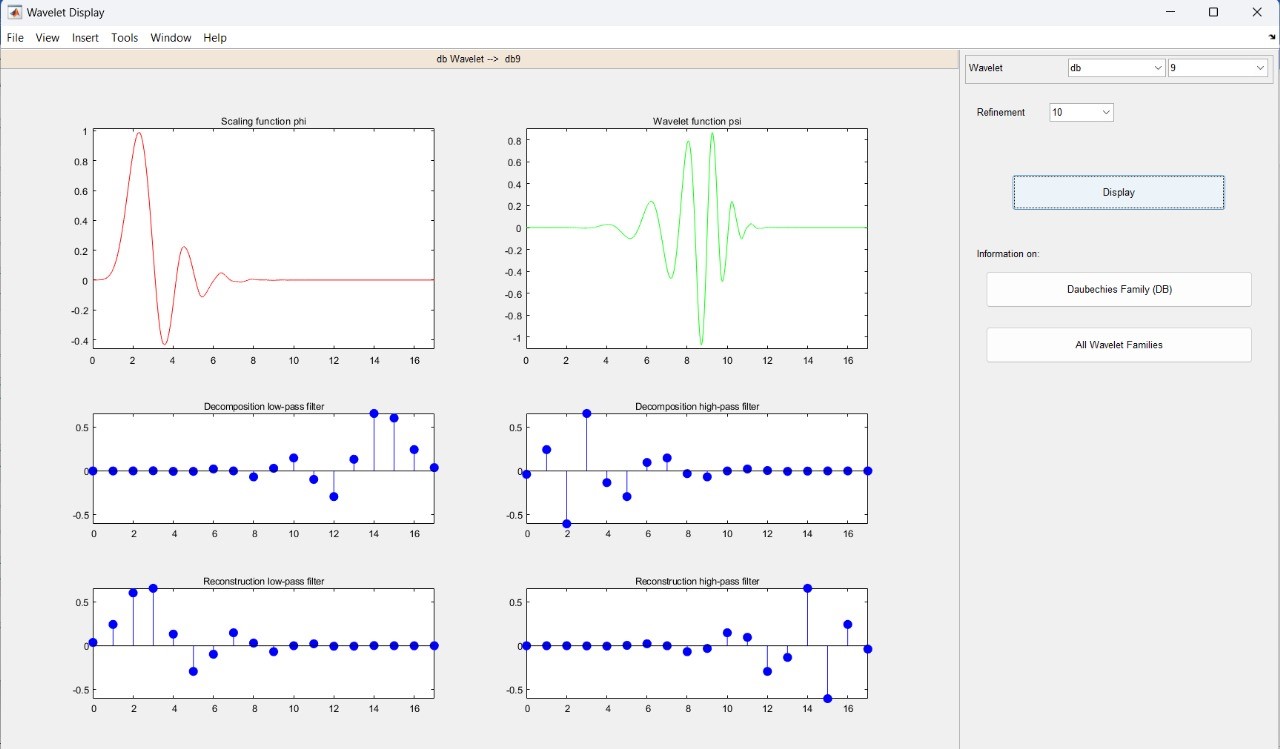 Wavelet Display
File View Insert Tools Window Help
db Wavelet --> db9
Wavelet db 9
Refinement 10
Display
Information on:
Daubechies Family (DB)
All Wavelet Families
Scaling function phi
1
0.8
0.6
0.4
0.2
0
-0.2
-0.4
0 2 4 6 8 10 12 14 16
Wavelet function psi
0.8
0.6
0.4
0.2
0
-0.2
-0.4
-0.6
-0.8
-1
0 2 4 6 8 10 12 14 16
Decomposition low-pass filter
0.5
0
-0.5
0 2 4 6 8 10 12 14 16
Decomposition high-pass filter
0.5
0
-0.5
0 2 4 6 8 10 12 14 16
Reconstruction low-pass filter
0.5
0
-0.5
0 2 4 6 8 10 12 14 16
Reconstruction high-pass filter
0.5
0
-0.5
0 2 4 6 8 10 12 14 16